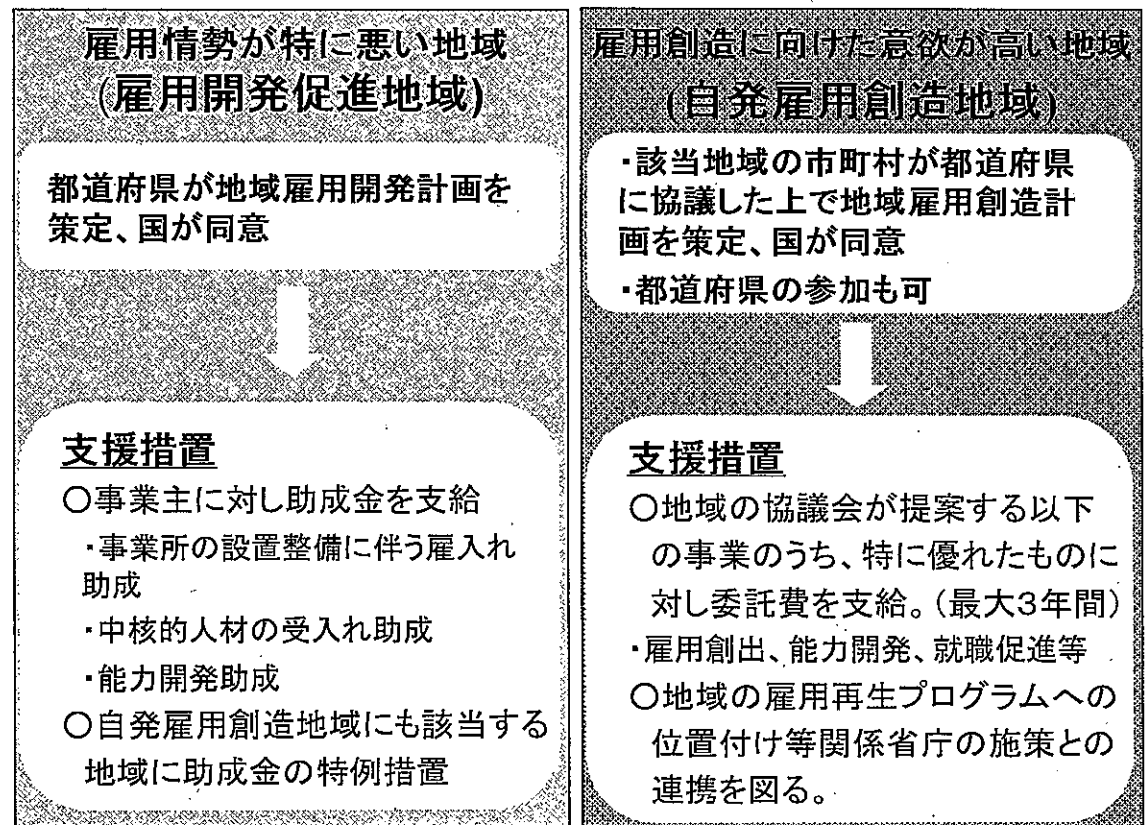 雇用情勢が特に悪い地域
(雇用開発促進地域)
都道府県が地域雇用開発計画を
策定、国が同意
支援措置
○事業主に対し助成金を支給
・事業所の設置整備に伴う雇入れ
助成
・中核的人材の受入れ助成
・能力開発助成
○自発雇用創造地域にも該当する
地域に助成金の特例措置
雇用創造に向けた意欲が高い地域
(自発雇用創造地域)
・該当地域の市町村が都道府県
に協議した上で地域雇用創造計
画を策定、国が同意
・都道府県の参加も可
支援措置
○地域の協議会が提案する以下
の事業のうち、特に優れたものに
対し委託費を支給。(最大3年間)
・雇用創出、能力開発、就職促進等
○地域の雇用再生プログラムへの
位置付け等関係省庁の施策との
連携を図る。